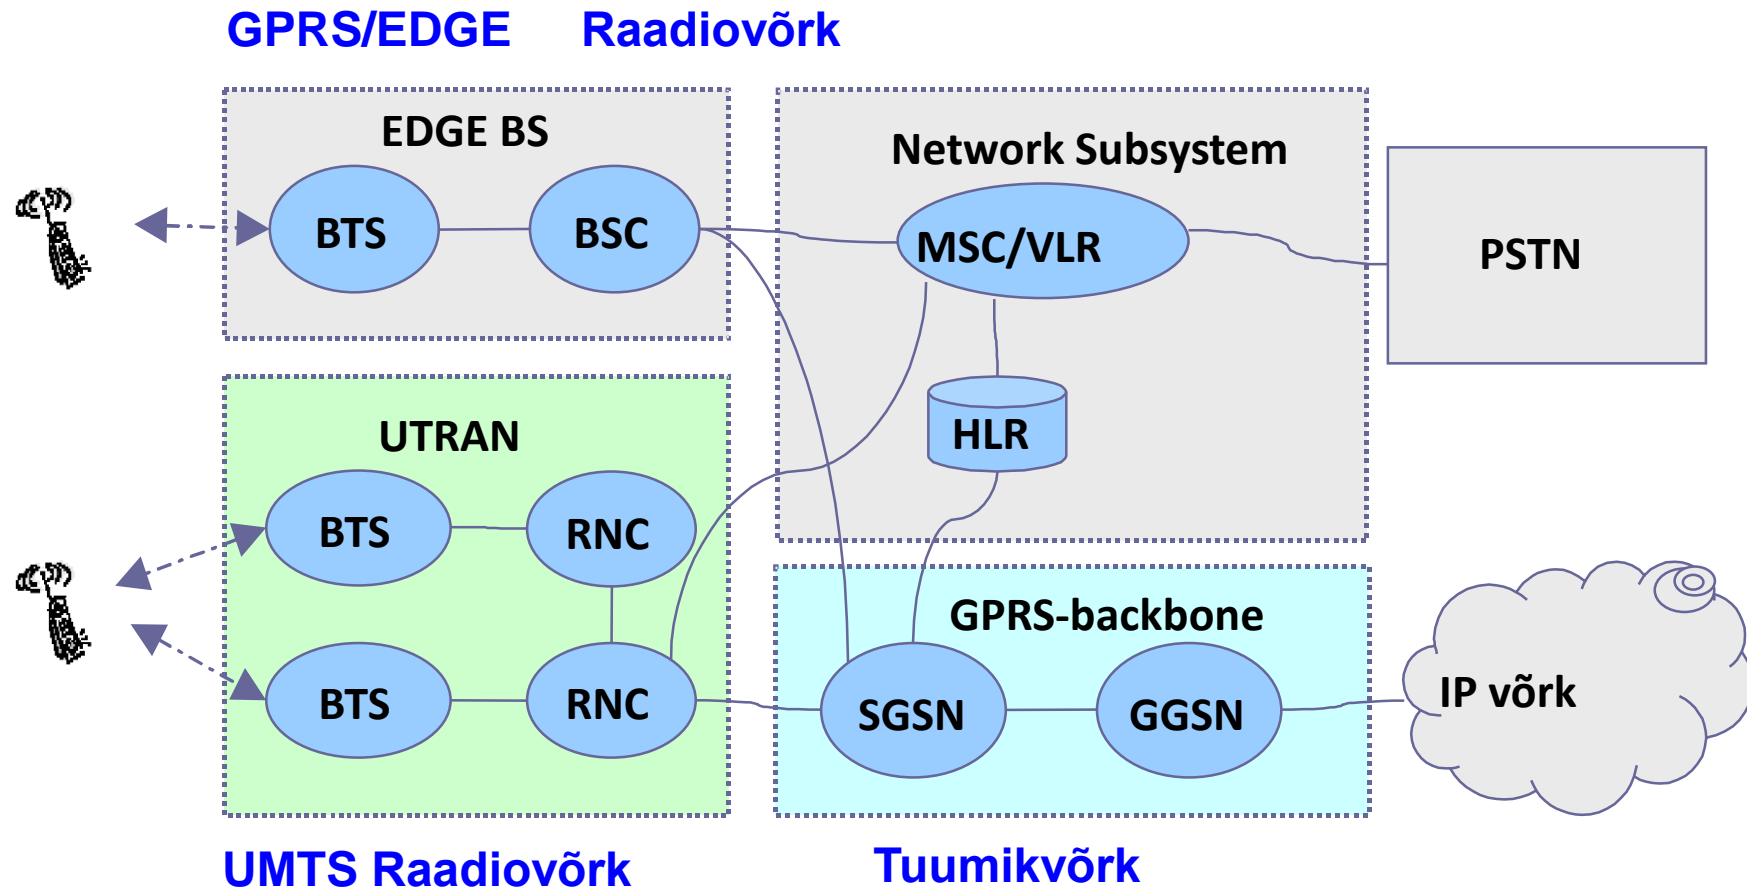 GPRS/EDGE Raadiovõrk
EDGE BS
BTS
BSC
Network Subsystem
MSC/VLR
HLR
PSTN
UTRAN
BTS
RNC
BTS
RNC
GPRS-backbone
SGSN
GGSN
IP võrk
UMTS Raadiovõrk
Tuumikvõrk